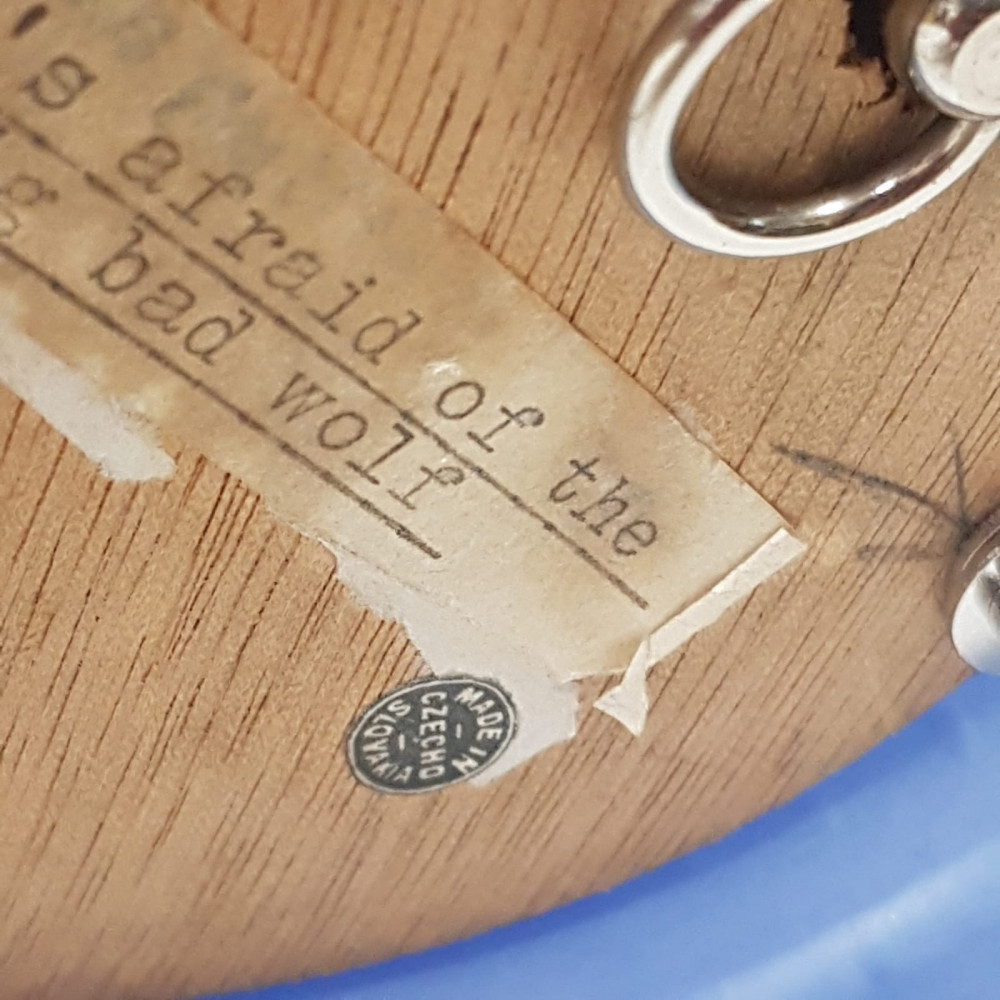 's afraid of the
g bad wolf
MADE IN
CZECHO
SLOVAKIA